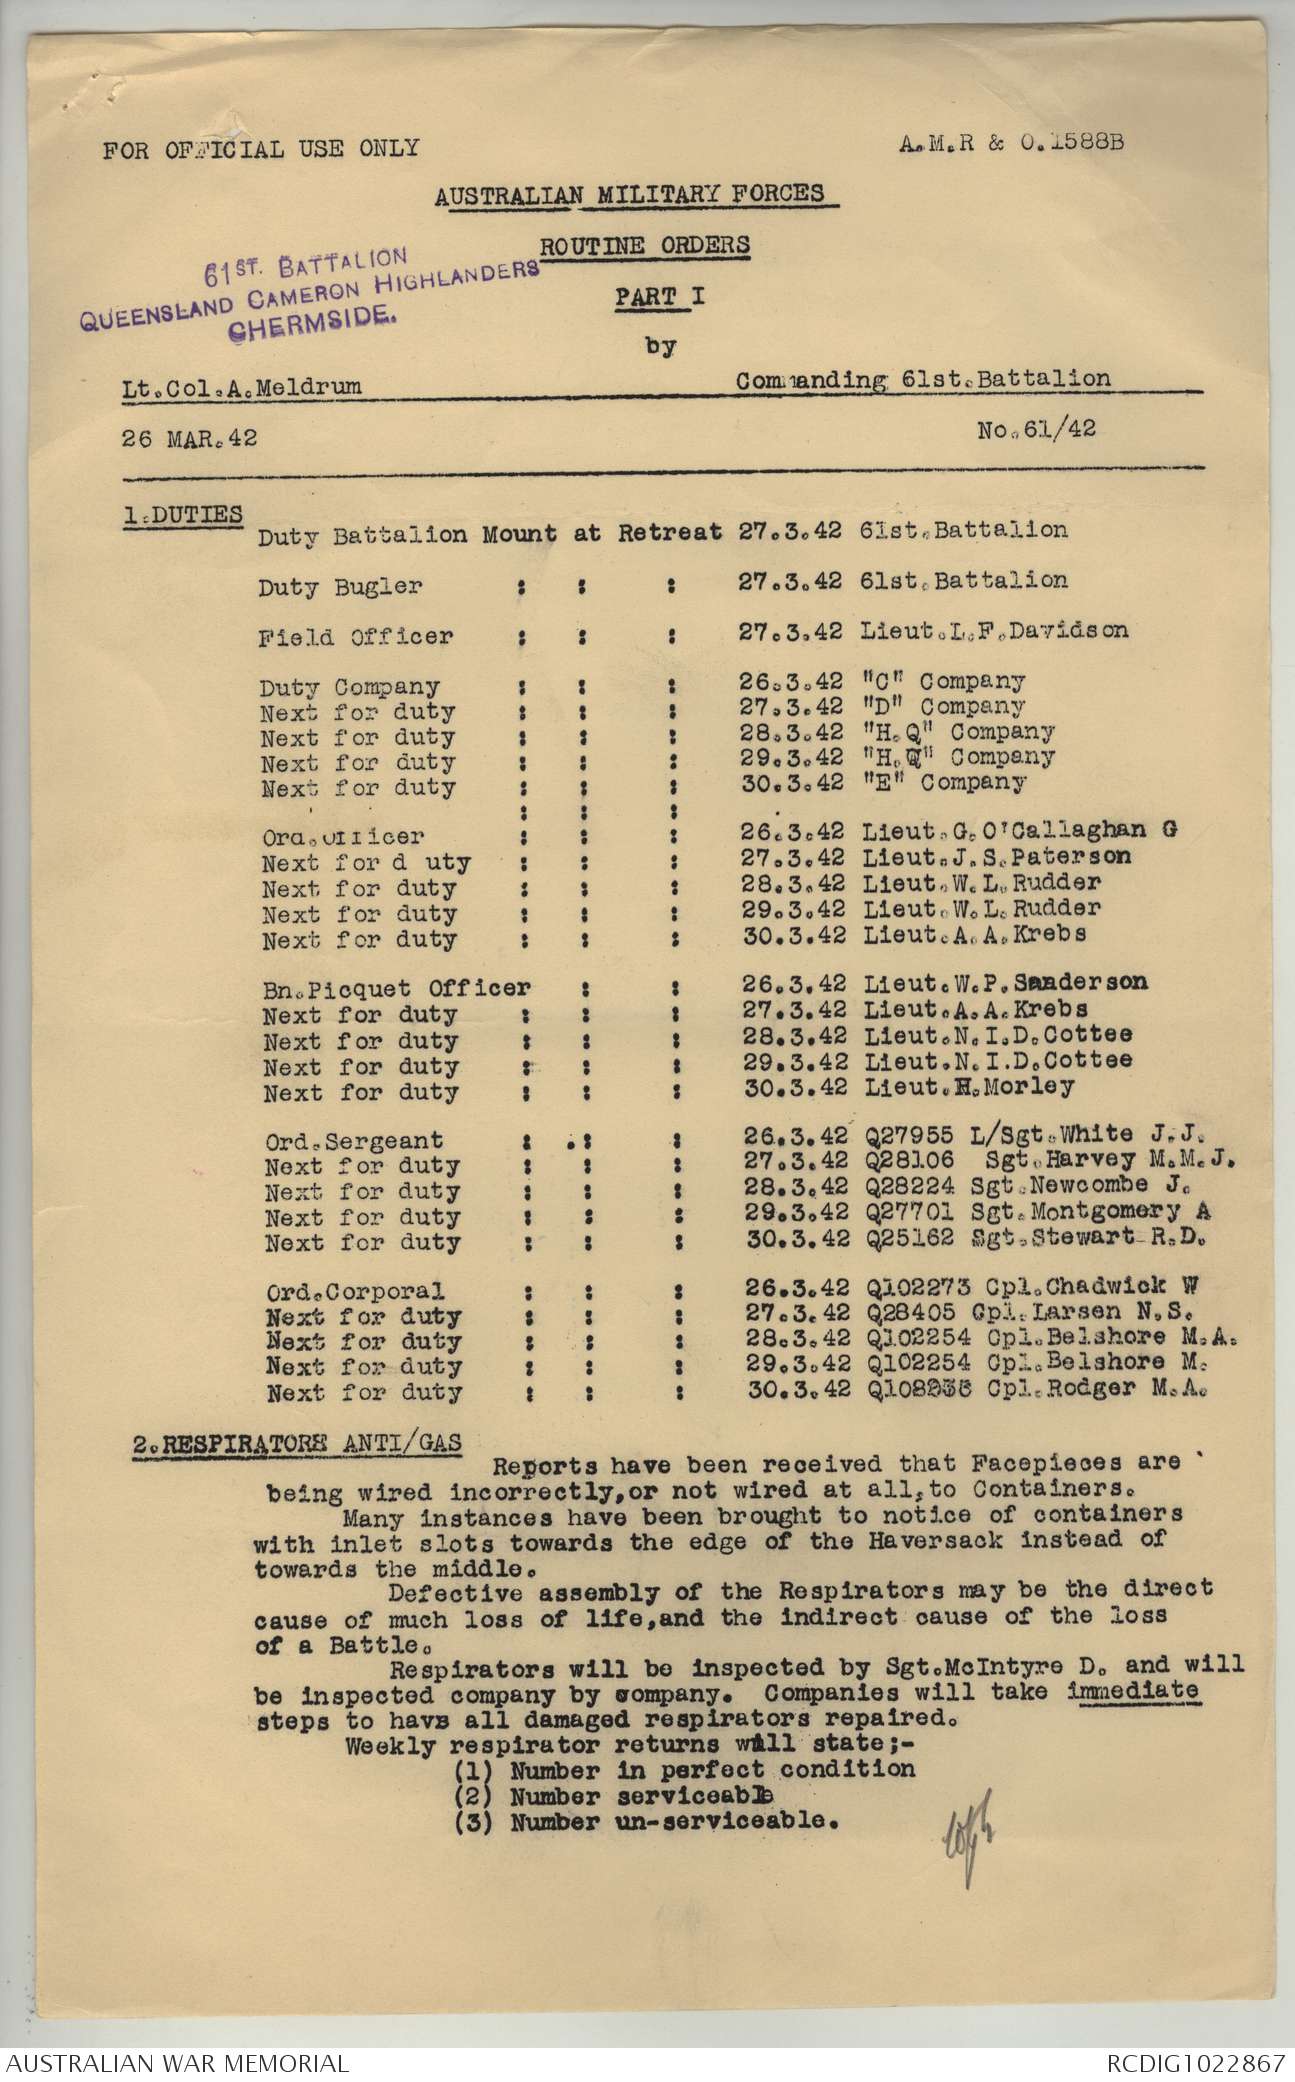 FOR OFFICIAL USE ONLY
A.M.R & O.1588B
AUSTRALIAN MILITARY FORCES
ROUTINE ORDERS
61ST. BATTALION
QUEENSLAND CAMERON HIGHLANDERS
CHERMSIDE.
PART I
by
Lt.Col.A.Meldrum Commanding 61st.Battalion
26 MAR.42 No.61/42
1.DUTIES
Duty Battalion Mount at Retreat 27.3.42 61st.Battalion
Duty Bugler : : : 27.3.42 61st.Battalion
Field Officer : : : 27.3.42 Lieut.L.F.Davidson
Duty Company : : : 26.3.42 "C" Company
Next for duty : : : 27.3.42 "D" Company
Next for duty : : : 28.3.42 "H.Q" Company
Next for duty : : : 29.3.42 "H.Q" Company
Next for duty : : : 30.3.42 "E" Company
: : :
Ord.Officer : : : 26.3.42 Lieut.G.O'Callaghan G
Next for d uty : : : 27.3.42 Lieut.J.S.Paterson
Next for duty : : : 28.3.42 Lieut.W.L.Rudder
Next for duty : : : 29.3.42 Lieut.W.L.Rudder
Next for duty : : : 30.3.42 Lieut.A.A.Krebs
Bn.Picquet Officer : : 26.3.42 Lieut.W.P.Sanderson
Next for duty : : : 27.3.42 Lieut.A.A.Krebs
Next for duty : : : 28.3.42 Lieut.N.I.D.Cottee
Next for duty : : : 29.3.42 Lieut.N.I.D.Cottee
Next for duty : : : 30.3.42 Lieut.H.Morley
Ord.Sergeant : .: : 26.3.42 Q27955 L/Sgt.White J.J.
Next for duty : : : 27.3.42 Q28106 Sgt.Harvey M.M.J.
Next for duty : : : 28.3.42 Q28224 Sgt.Newcombe J.
Next for duty : : : 29.3.42 Q27701 Sgt.Montgomery A
Next for duty : : : 30.3.42 Q25162 Sgt.Stewart R.D.
Ord.Corporal : : : 26.3.42 Q102273 Cpl.Chadwick W
Next for duty : : : 27.3.42 Q28405 Cpl.Larsen N.S.
Next for duty : : : 28.3.42 Q102254 Cpl.Belshore M.A.
Next for duty : : : 29.3.42 Q102254 Cpl.Belshore M.
Next for duty : : : 30.3.42 Cpl.Rodger M.A.
2.RESPIRATORS ANTI/GAS
Reports have been received that Facepieces are
being wired incorrectly,or not wired at all,to Containers.
Many instances have been brought to notice of containers
with inlet slots towards the edge of the Haversack instead of
towards the middle.
Defective assembly of the Respirators may be the direct
cause of much loss of life,and the indirect cause of the loss
of a Battle.
Respirators will be inspected by Sgt.McIntyre D. and will
be inspected company by company. Companies will take immediate
steps to have all damaged respirators repaired.
Weekly respirator returns will state;-
(1) Number in perfect condition
(2) Number serviceable
(3) Number un-serviceable.
AUSTRALIAN WAR MEMORIAL
RCDIG1022867